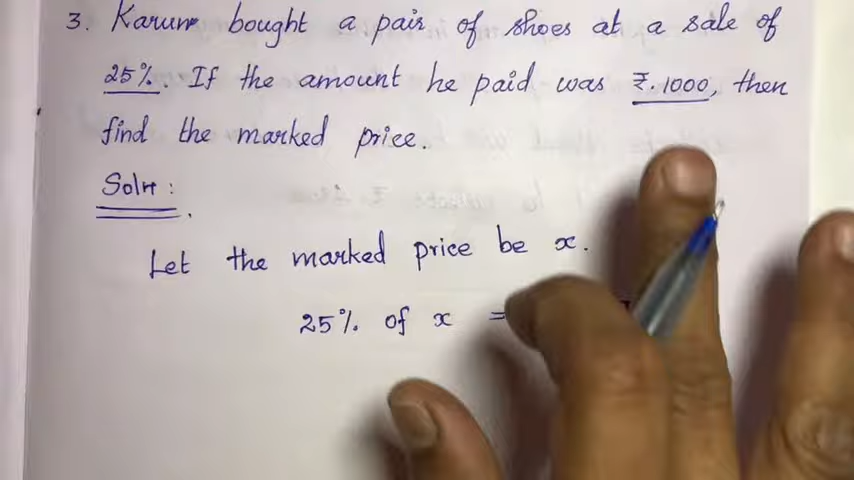 3. Karun bought a pair of shoes at a sale of
25%. If the amount he paid was ₹.1000, then
find the marked price.
Soln :
Let the marked price be x.
25% of x =